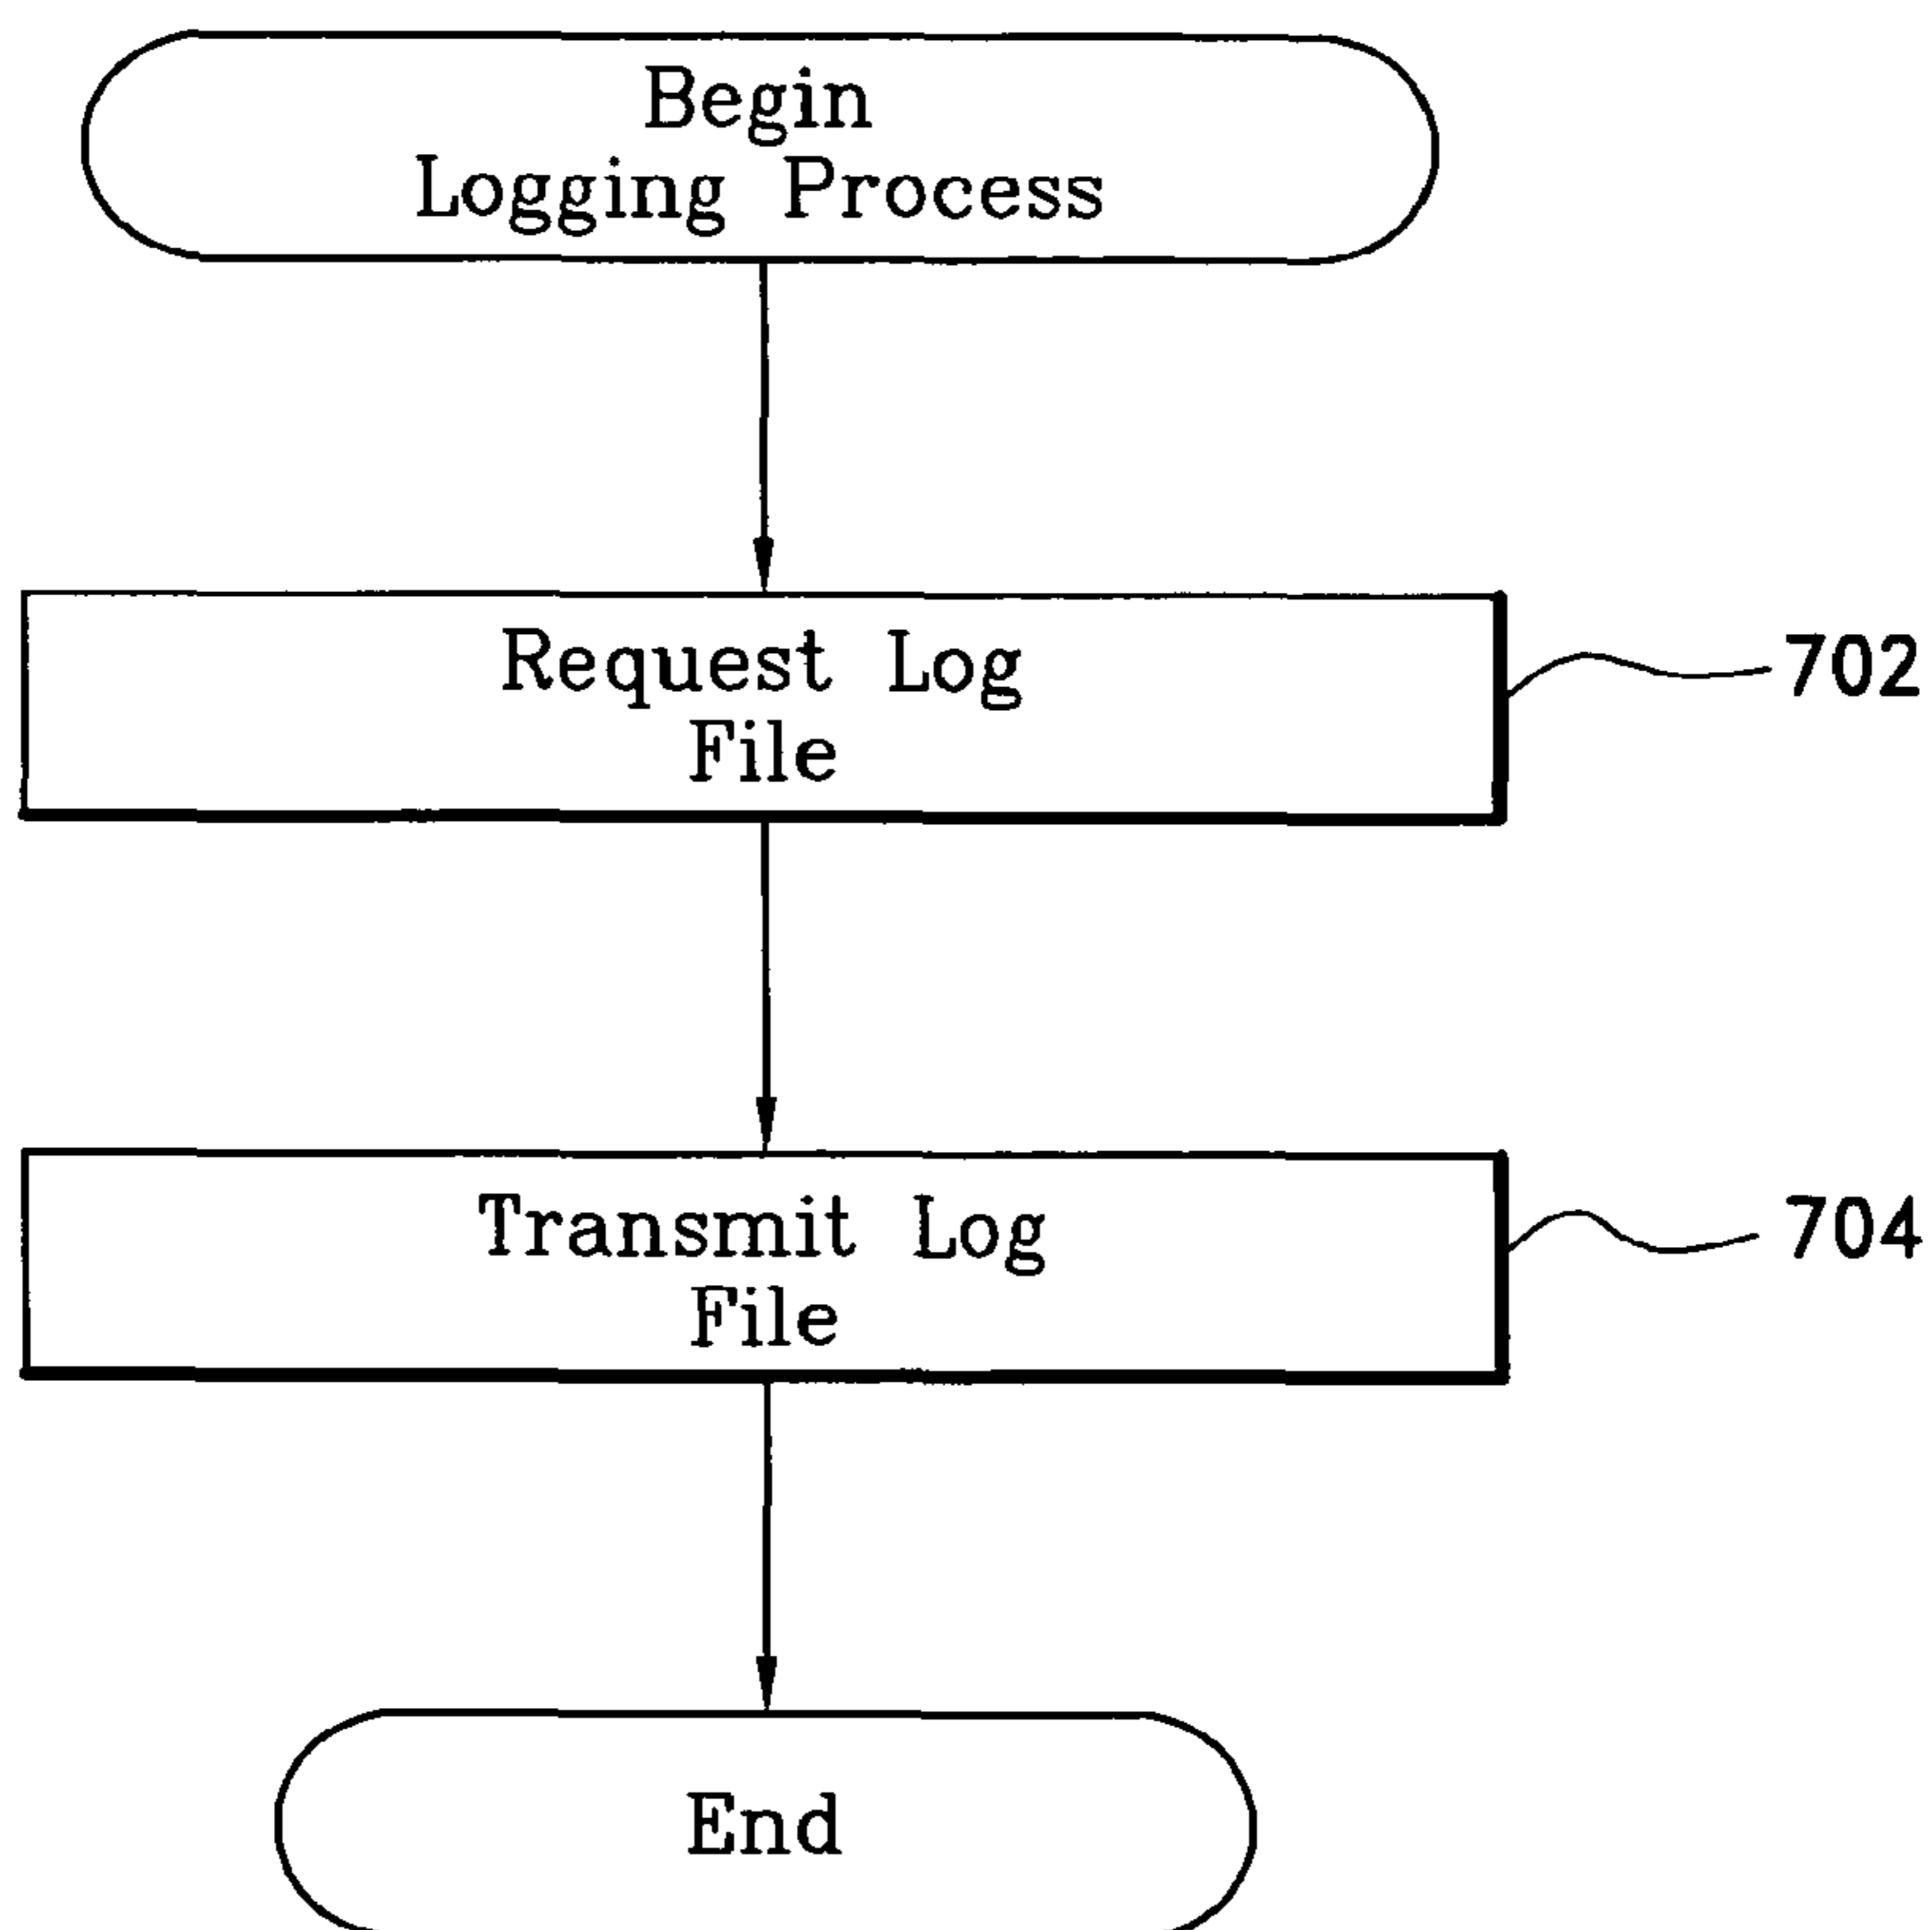 Begin
Logging Process
Request Log
File
702
Transmit Log
File
704
End